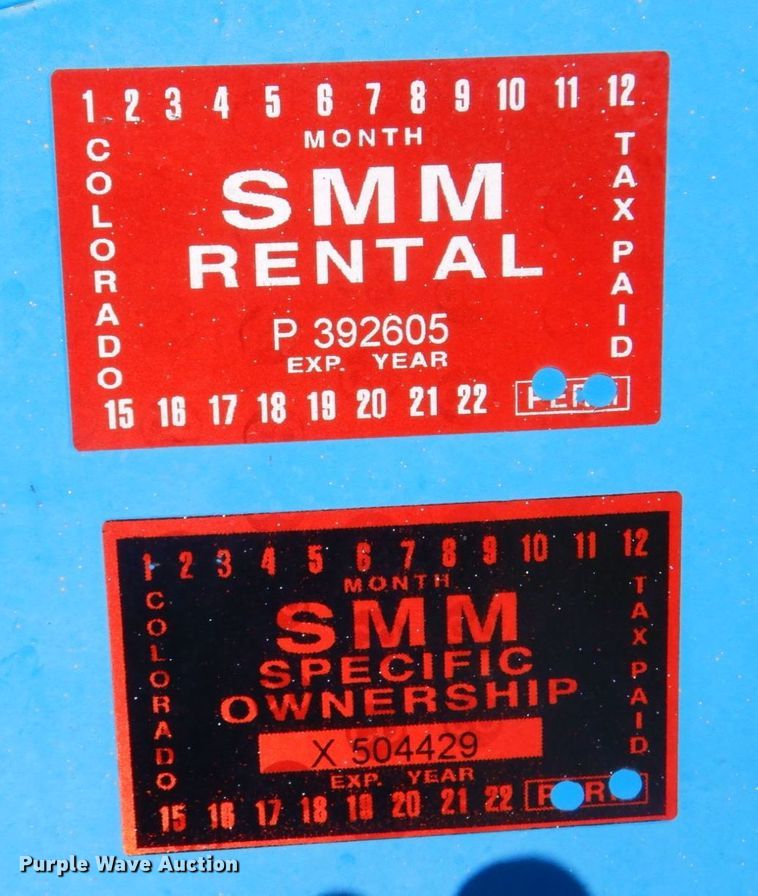 1 2 3 4 5 6 7 8 9 10 11 12
MONTH
COLORADO
SMM
RENTAL
TAX PAID
P 392605
EXP. YEAR
15 16 17 18 19 20 21 22
1 2 3 4 5 6 7 8 9 10 11 12
MONTH
COLORADO
SMM
SPECIFIC
OWNERSHIP
TAX PAID
X 504429
EXP. YEAR
15 16 17 18 19 20 21 22
Purple Wave Auction